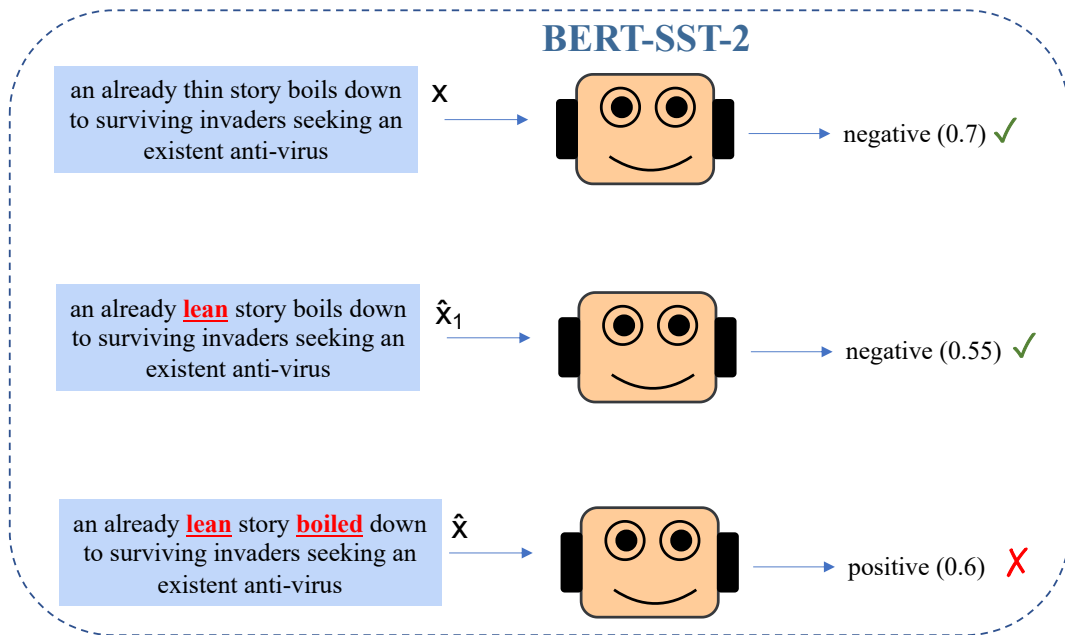 BERT-SST-2
an already thin story boils down
to surviving invaders seeking an
existent anti-virus
x
negative (0.7) ✓
an already lean story boils down
to surviving invaders seeking an
existent anti-virus
x̂1
negative (0.55) ✓
an already lean story boiled down
to surviving invaders seeking an
existent anti-virus
x̂
positive (0.6) ✗